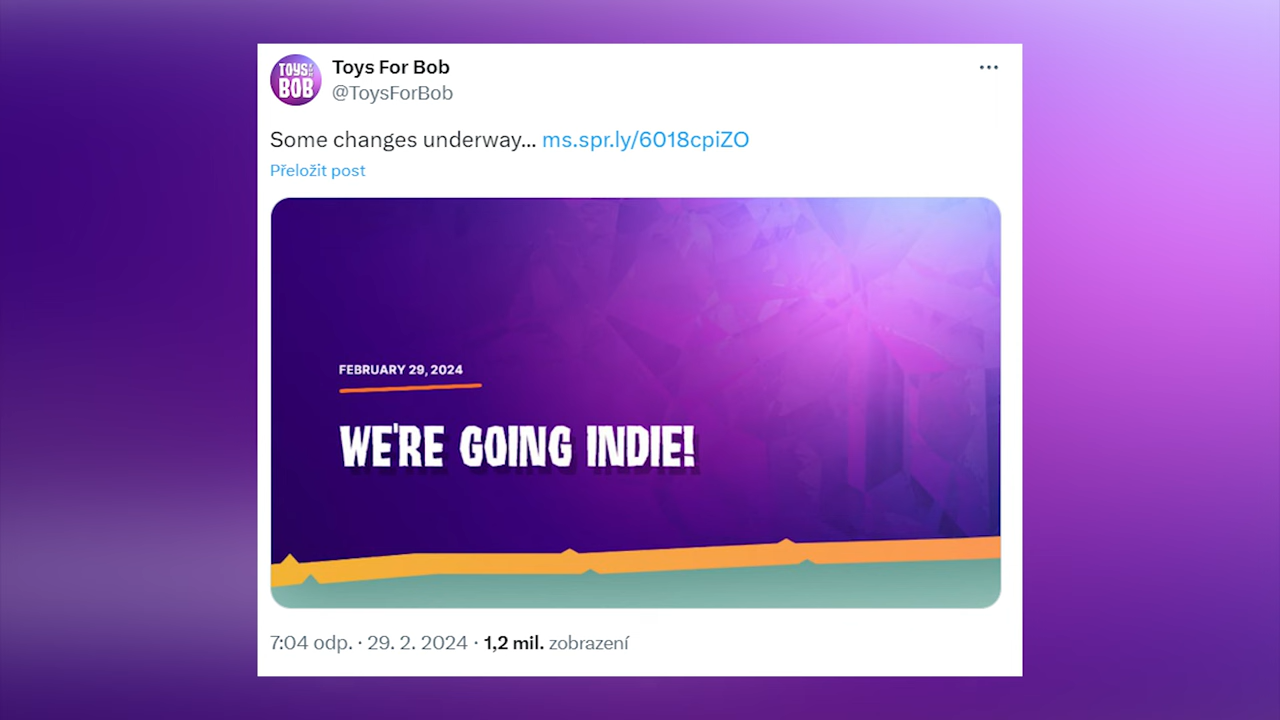 TOYS FOR BOB
Toys For Bob
@ToysForBob
Some changes underway... ms.spr.ly/6018cpiZO
Přeložit post
FEBRUARY 29, 2024
WE'RE GOING INDIE!
7:04 odp. · 29. 2. 2024 · 1,2 mil. zobrazení